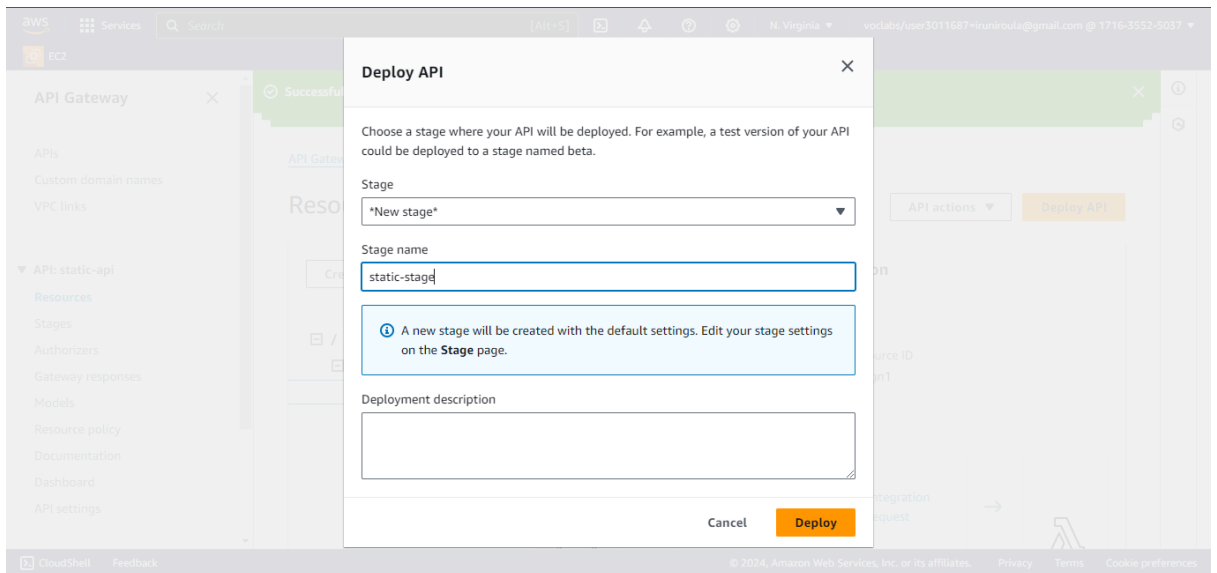 aws
Services
Search
[Alt+S]
N. Virginia
voclabs/user3011687=iruniroula@gmail.com @ 1716-3552-5037
EC2
API Gateway
APIs
Custom domain names
VPC links
API: static-api
Resources
Stages
Authorizers
Gateway responses
Models
Resource policy
Documentation
Dashboard
API settings
Successful
API Gatew
Reso
API actions
Deploy API
Cre
/
on
urce ID
gn1
ntegration
equest
Deploy API
Choose a stage where your API will be deployed. For example, a test version of your API
could be deployed to a stage named beta.
Stage
*New stage*
Stage name
static-stage
A new stage will be created with the default settings. Edit your stage settings
on the Stage page.
Deployment description
Cancel
Deploy
CloudShell
Feedback
© 2024, Amazon Web Services, Inc. or its affiliates.
Privacy
Terms
Cookie preferences